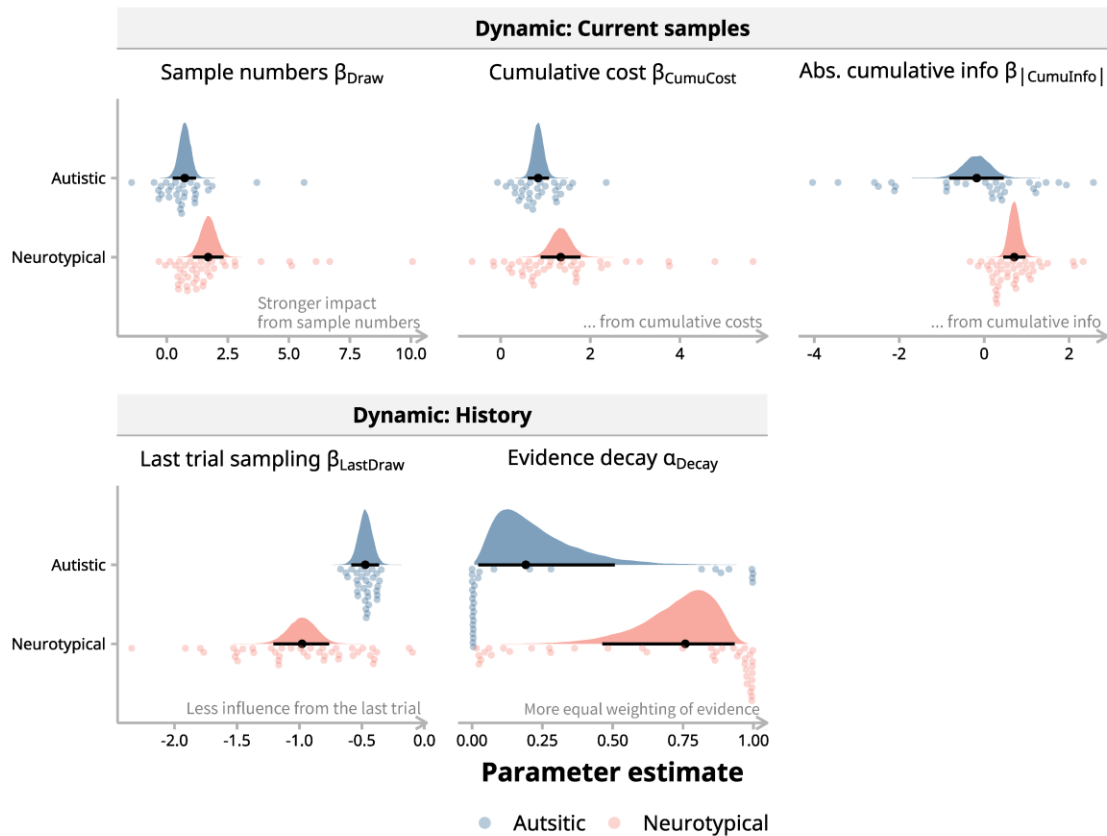 Dynamic: Current samples
Sample numbers βDraw
Cumulative cost βCumuCost
Abs. cumulative info β|CumuInfo|
Autistic
Neurotypical
Stronger impact
from sample numbers
... from cumulative costs
... from cumulative info
0.0 2.5 5.0 7.5 10.0
0 2 4
-4 -2 0 2
Dynamic: History
Last trial sampling βLastDraw
Evidence decay αDecay
Autistic
Neurotypical
Less influence from the last trial
More equal weighting of evidence
-2.0 -1.5 -1.0 -0.5 0.0
0.00 0.25 0.50 0.75 1.00
Parameter estimate
Autsitic Neurotypical